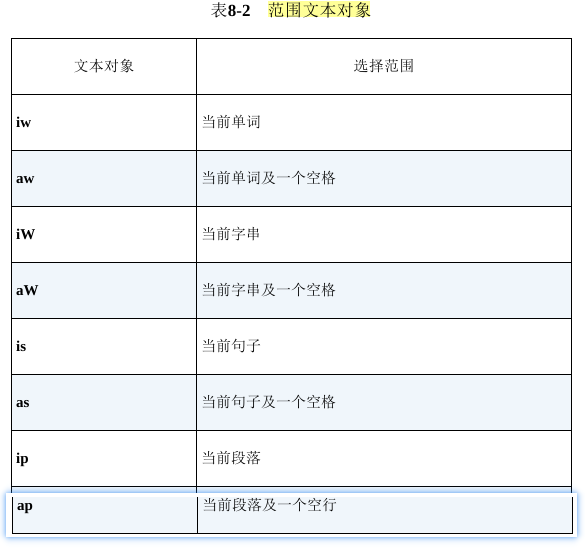 表8-2 范围文本对象
文本对象 选择范围
iw 当前单词
aw 当前单词及一个空格
iW 当前字串
aW 当前字串及一个空格
is 当前句子
as 当前句子及一个空格
ip 当前段落
ap 当前段落及一个空行